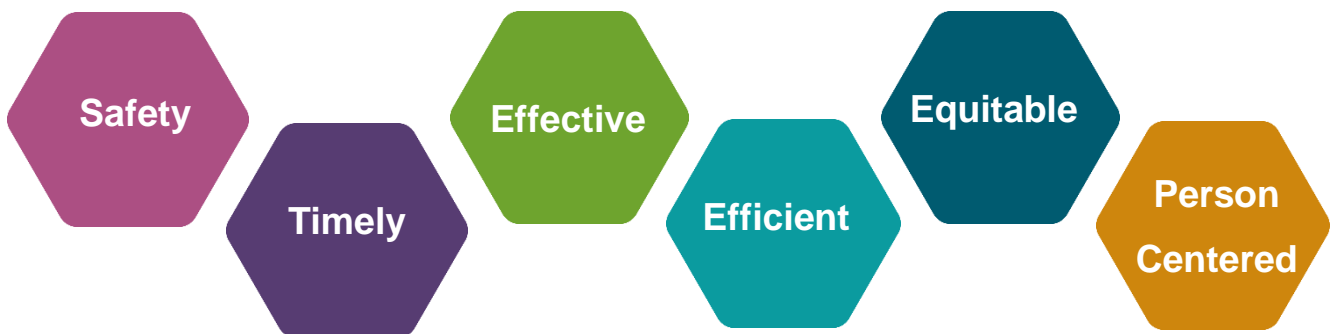 Safety
Timely
Effective
Efficient
Equitable
Person
Centered